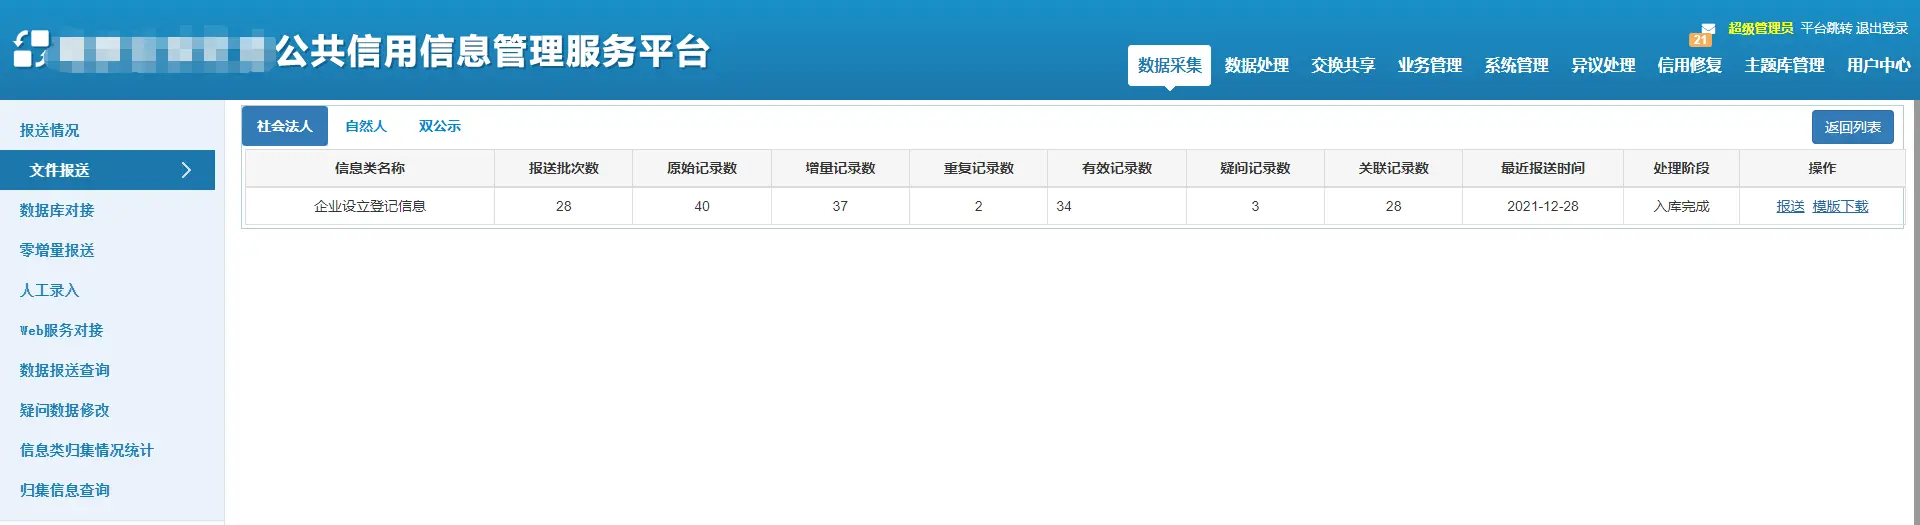 公共信用信息管理服务平台
21 超级管理员 平台跳转 退出登录
数据采集 数据处理 交换共享 业务管理 系统管理 异议处理 信用修复 主题库管理 用户中心
报送情况
文件报送
数据库对接
零增量报送
人工录入
Web服务对接
数据报送查询
疑问数据修改
信息类归集情况统计
归集信息查询
社会法人 自然人 双公示 返回列表
信息类名称 报送批次数 原始记录数 增量记录数 重复记录数 有效记录数 疑问记录数 关联记录数 最近报送时间 处理阶段 操作
企业设立登记信息 28 40 37 2 34 3 28 2021-12-28 入库完成 报送 模版下载